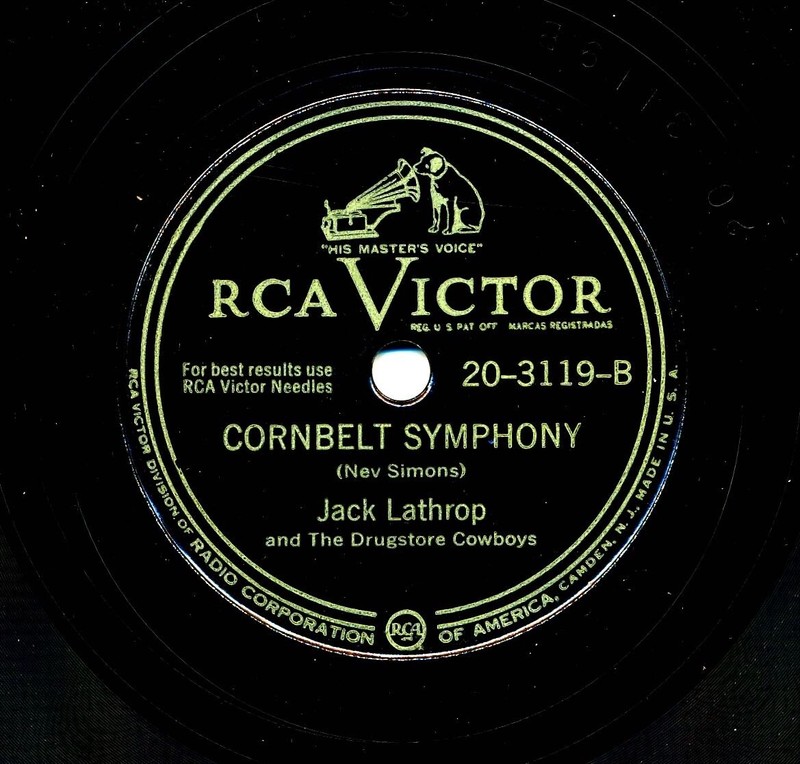 "HIS MASTER'S VOICE"
RCA VICTOR
REG. U S PAT OFF MARCAS REGISTRADAS
For best results use
RCA Victor Needles
20-3119-B
CORNBELT SYMPHONY
(Nev Simons)
Jack Lathrop
and The Drugstore Cowboys
RCA VICTOR DIVISION OF RADIO CORPORATION RCA OF AMERICA, CAMDEN, N. J., MADE IN U. S. A.